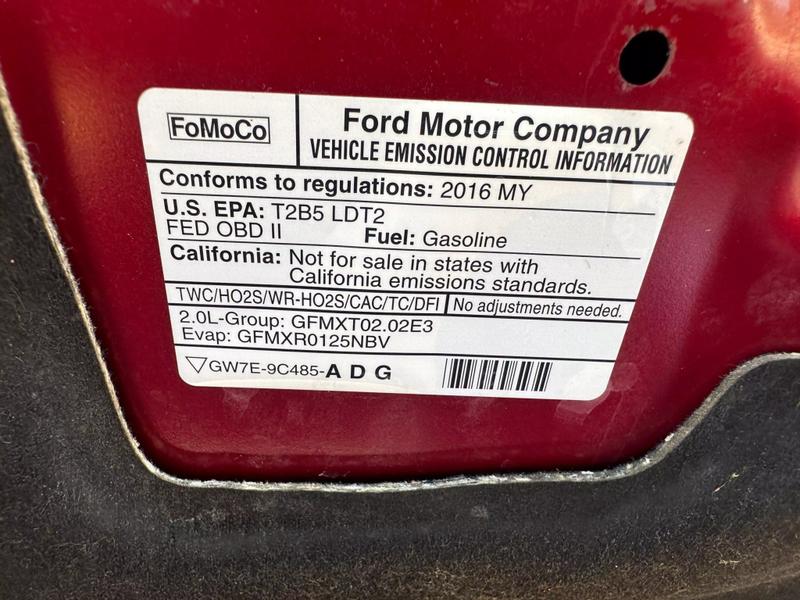 FoMoCo
Ford Motor Company
VEHICLE EMISSION CONTROL INFORMATION
Conforms to regulations: 2016 MY
U.S. EPA: T2B5 LDT2
FED OBD II Fuel: Gasoline
California: Not for sale in states with
California emissions standards.
TWC/HO2S/WR-HO2S/CAC/TC/DFI No adjustments needed.
2.0L-Group: GFMXT02.02E3
Evap: GFMXR0125NBV
GW7E-9C485-A D G